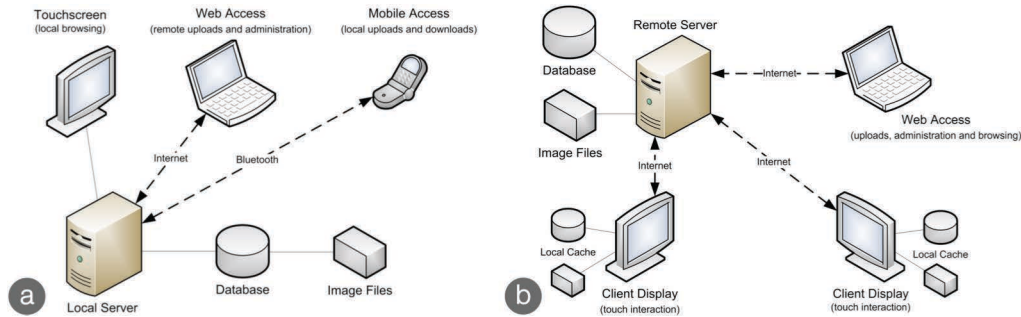 Touchscreen
(local browsing)
Web Access
(remote uploads and administration)
Mobile Access
(local uploads and downloads)
Internet
Bluetooth
Local Server
Database
Image Files
a
Remote Server
Database
Image Files
Internet
Web Access
(uploads, administration and browsing)
Internet
Internet
Local Cache
Client Display
(touch interaction)
Local Cache
Client Display
(touch interaction)
b